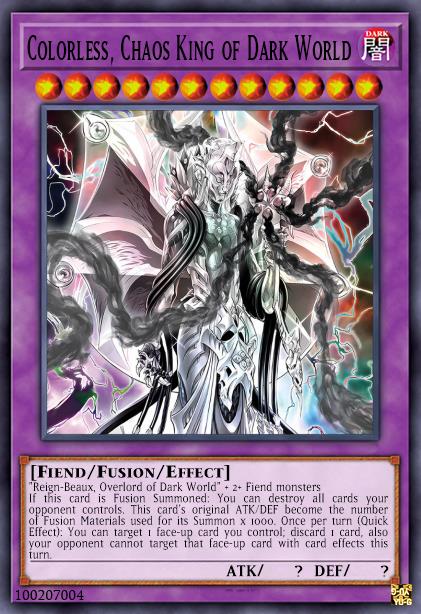 Colorless, Chaos King of Dark World
DARK
闇
[Fiend/Fusion/Effect]
"Reign-Beaux, Overlord of Dark World" + 2+ Fiend monsters
If this card is Fusion Summoned: You can destroy all cards your
opponent controls. This card's original ATK/DEF become the number
of Fusion Materials used for its Summon x 1000. Once per turn (Quick
Effect): You can target 1 face-up card you control; discard 1 card, also
your opponent cannot target that face-up card with card effects this
turn.
ATK/ ? DEF/ ?
100207004